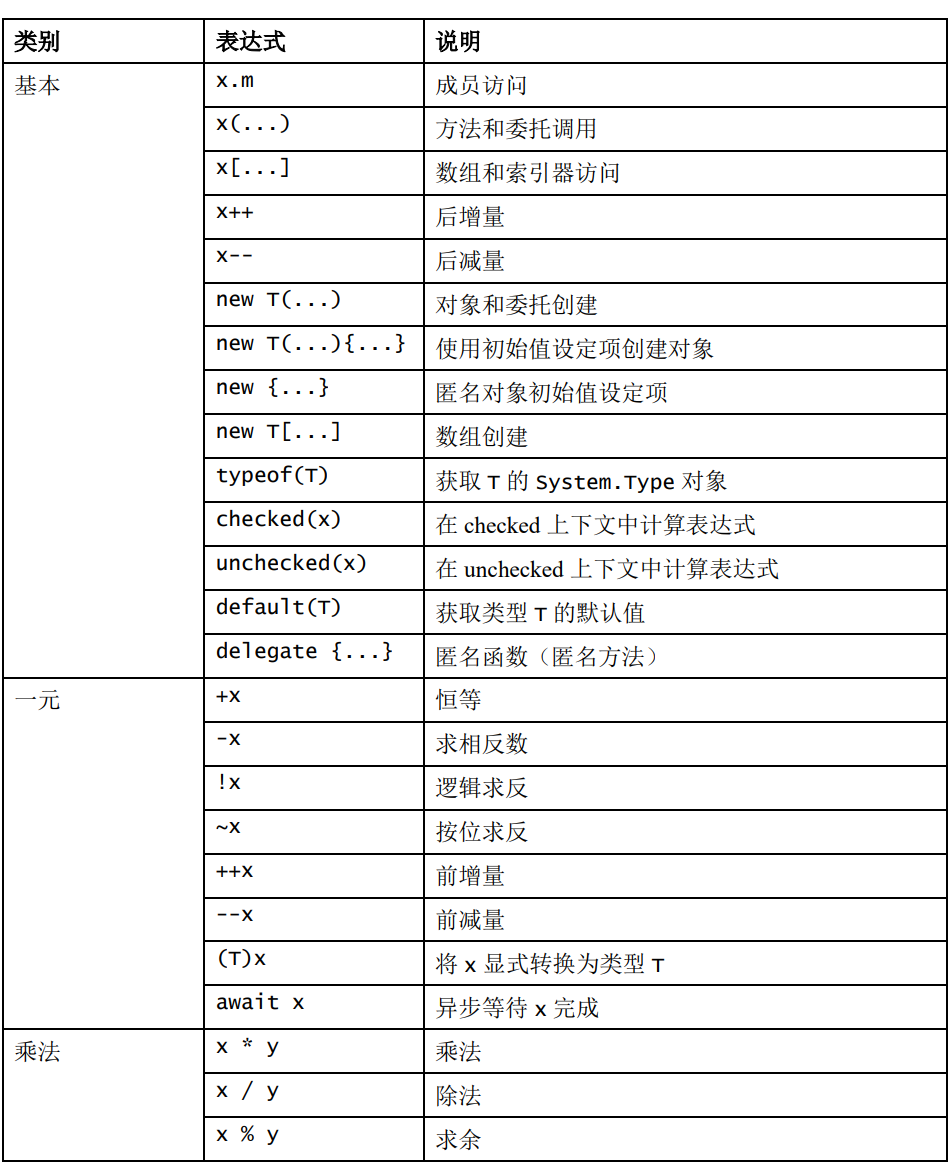 类别 表达式 说明
基本 x.m 成员访问
x(...) 方法和委托调用
x[...] 数组和索引器访问
x++ 后增量
x-- 后减量
new T(...) 对象和委托创建
new T(...){...} 使用初始值设定项创建对象
new {...} 匿名对象初始值设定项
new T[...] 数组创建
typeof(T) 获取 T 的 System.Type 对象
checked(x) 在 checked 上下文中计算表达式
unchecked(x) 在 unchecked 上下文中计算表达式
default(T) 获取类型 T 的默认值
delegate {...} 匿名函数（匿名方法）
一元 +x 恒等
-x 求相反数
!x 逻辑求反
~x 按位求反
++x 前增量
--x 前减量
(T)x 将 x 显式转换为类型 T
await x 异步等待 x 完成
乘法 x * y 乘法
x / y 除法
x % y 求余